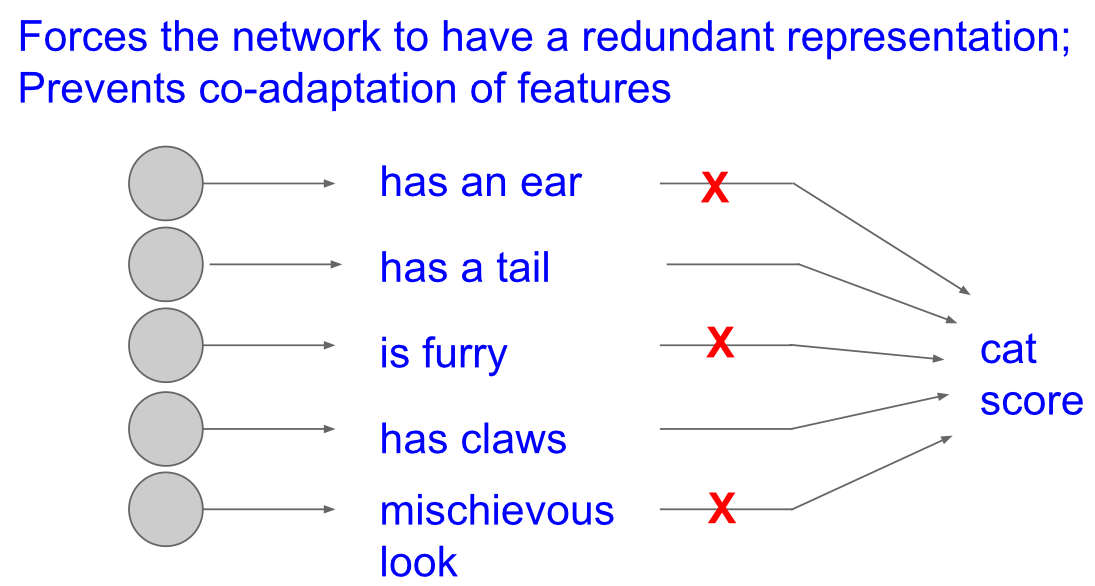 Forces the network to have a redundant representation;
Prevents co-adaptation of features
has an ear
X
has a tail
is furry
X
cat
score
has claws
mischievous
look
X